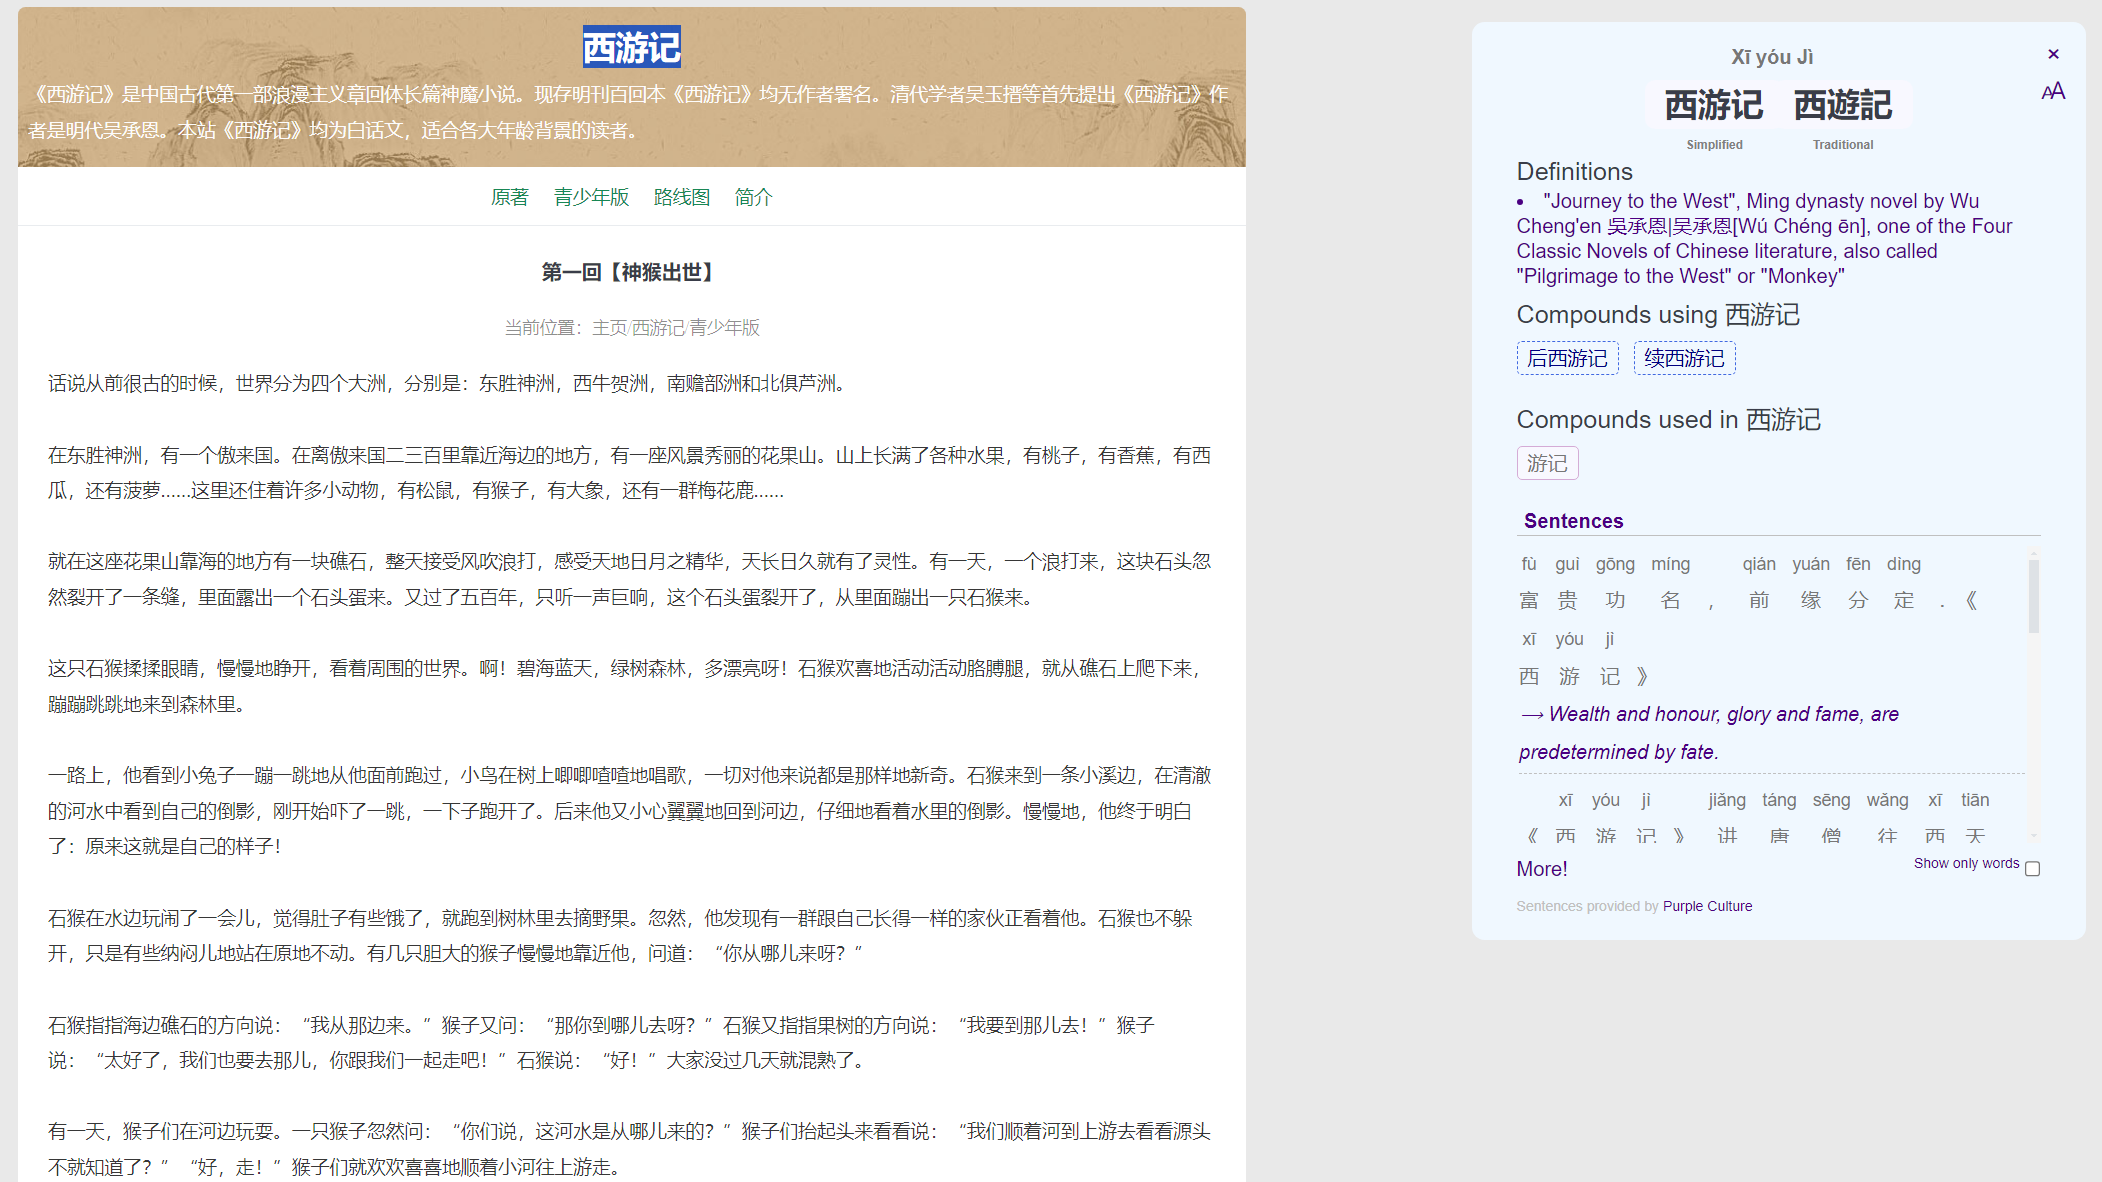 西游记
《西游记》是中国古代第一部浪漫主义章回体长篇神魔小说。现存明刊百回本《西游记》均无作者署名。清代学者吴玉搢等首先提出《西游记》作
者是明代吴承恩。本站《西游记》均为白话文，适合各大年龄背景的读者。
原著 青少年版 路线图 简介
第一回【神猴出世】
当前位置：主页/西游记/青少年版
话说从前很古的时候，世界分为四个大洲，分别是：东胜神洲，西牛贺洲，南赡部洲和北俱芦洲。
在东胜神洲，有一个傲来国。在离傲来国二三百里靠近海边的地方，有一座风景秀丽的花果山。山上长满了各种水果，有桃子，有香蕉，有西
瓜，还有菠萝......这里还住着许多小动物，有松鼠，有猴子，有大象，还有一群梅花鹿......
就在这座花果山靠海的地方有一块礁石，整天接受风吹浪打，感受天地日月之精华，天长日久就有了灵性。有一天，一个浪打来，这块石头忽
然裂开了一条缝，里面露出一个石头蛋来。又过了五百年，只听一声巨响，这个石头蛋裂开了，从里面蹦出一只石猴来。
这只石猴揉揉眼睛，慢慢地睁开，看着周围的世界。啊！碧海蓝天，绿树森林，多漂亮呀！石猴欢喜地活动活动胳膊腿，就从礁石上爬下来，
蹦蹦跳跳地来到森林里。
一路上，他看到小兔子一蹦一跳地从他面前跑过，小鸟在树上唧唧喳喳地唱歌，一切对他来说都是那样地新奇。石猴来到一条小溪边，在清澈
的河水中看到自己的倒影，刚开始吓了一跳，一下子跑开了。后来他又小心翼翼地回到河边，仔细地看着水里的倒影。慢慢地，他终于明白
了：原来这就是自己的样子！
石猴在水边玩闹了一会儿，觉得肚子有些饿了，就跑到树林里去摘野果。忽然，他发现有一群跟自己长得一样的家伙正看着他。石猴也不躲
开，只是有些纳闷儿地站在原地不动。有几只胆大的猴子慢慢地靠近他，问道：“你从哪儿来呀？”
石猴指指海边礁石的方向说：“我从那边来。”猴子又问：“那你到哪儿去呀？”石猴又指指果树的方向说：“我要到那儿去！”猴子
说：“太好了，我们也要去那儿，你跟我们一起走吧！”石猴说：“好！”大家没过几天就混熟了。
有一天，猴子们在河边玩耍。一只猴子忽然问：“你们说，这河水是从哪儿来的？”猴子们抬起头来看看说：“我们顺着河到上游去看看源头
不就知道了？”“好，走！”猴子们就欢欢喜喜地顺着小河往上游走。
Xī yóu Jì
×
AA
西游记 西遊記
Simplified Traditional
Definitions
• "Journey to the West", Ming dynasty novel by Wu
Cheng'en 吳承恩|吴承恩[Wú Chéng ēn], one of the Four
Classic Novels of Chinese literature, also called
"Pilgrimage to the West" or "Monkey"
Compounds using 西游记
后西游记 续西游记
Compounds used in 西游记
游记
Sentences
fù guì gōng míng qián yuán fēn dìng
富 贵 功 名 , 前 缘 分 定 . 《
xī yóu jì
西 游 记 》
→ Wealth and honour, glory and fame, are
predetermined by fate.
xī yóu jì jiǎng táng sēng wǎng xī tiān
《 西 游 记 》 讲 唐 僧 往 西 天
More! Show only words
Sentences provided by Purple Culture